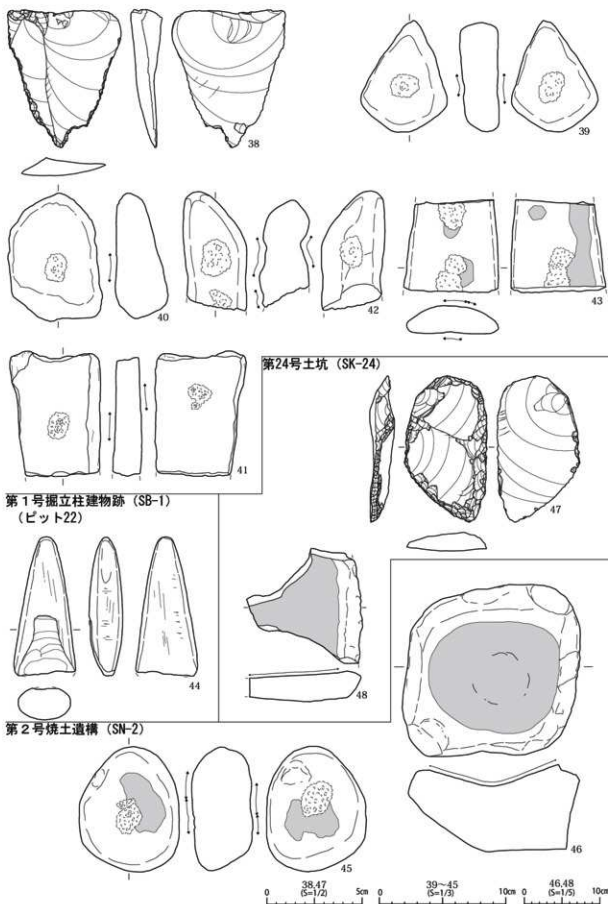 38
39
40
42
43
41
第24号土坑 (SK-24)
47
第1号掘立柱建物跡 (SB-1)
(ピット22)
44
48
第2号焼土遺構 (SN-2)
45
46
38,47
(S=1/2)
0 5cm
39～45
(S=1/3)
0 10cm
46,48
(S=1/5)
0 10cm